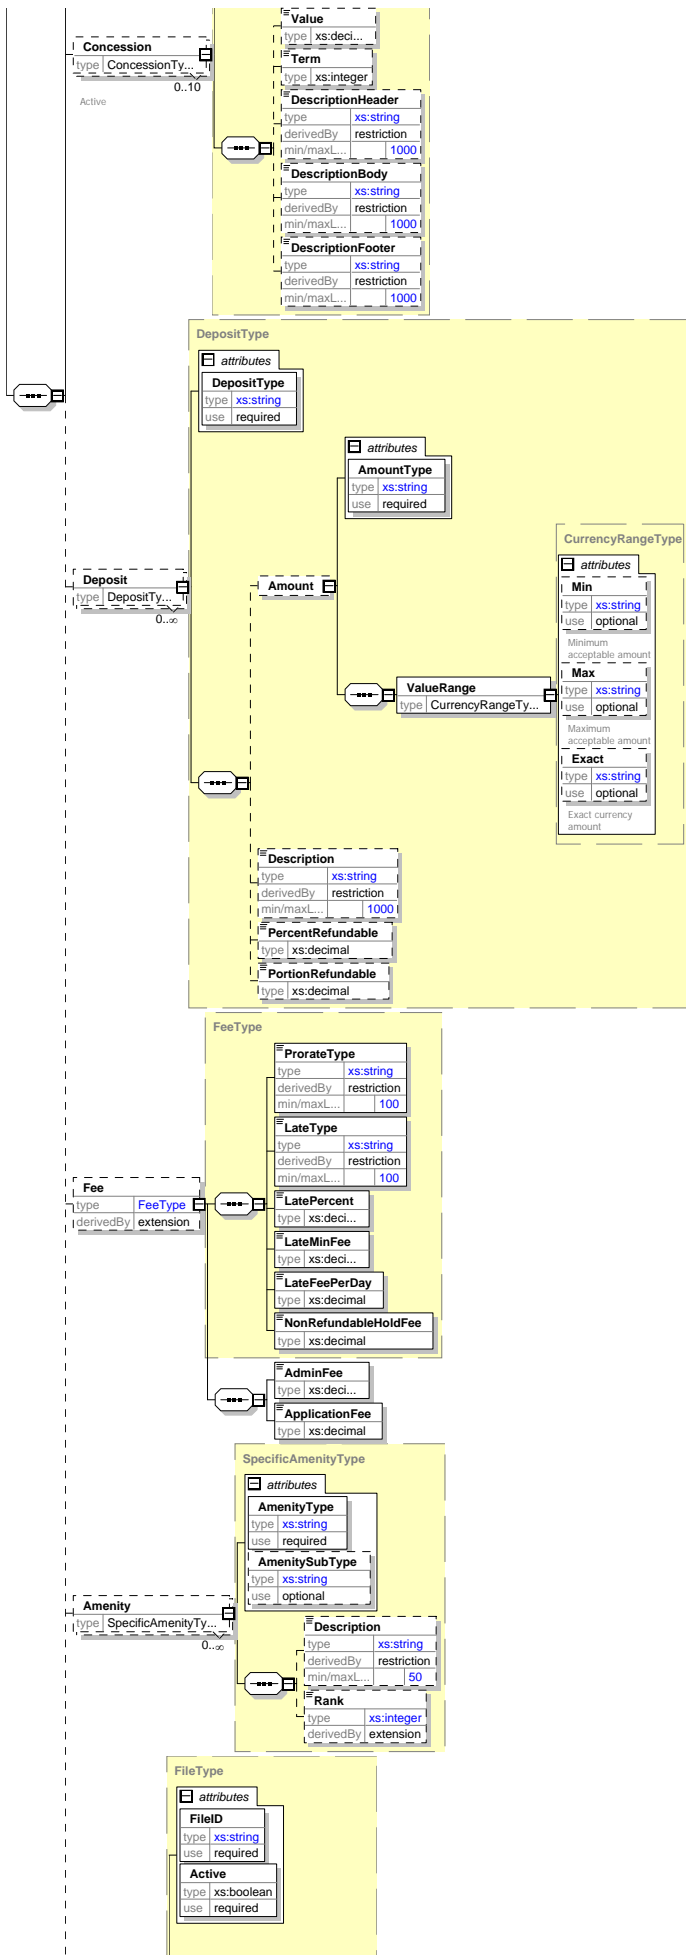 Value
type xs:deci...
Concession
type ConcessionTy...
0..10
Active
Term
type xs:integer
DescriptionHeader
type xs:string
derivedBy restriction
min/maxL... 1000
DescriptionBody
type xs:string
derivedBy restriction
min/maxL... 1000
DescriptionFooter
type xs:string
derivedBy restriction
min/maxL... 1000
DepositType
attributes
DepositType
type xs:string
use required
attributes
AmountType
type xs:string
use required
Deposit
type DepositTy...
0..∞
Amount
CurrencyRangeType
attributes
Min
type xs:string
use optional
Minimum
acceptable amount
Max
type xs:string
use optional
Maximum
acceptable amount
Exact
type xs:string
use optional
Exact currency
amount
ValueRange
type CurrencyRangeTy...
Description
type xs:string
derivedBy restriction
min/maxL... 1000
PercentRefundable
type xs:decimal
PortionRefundable
type xs:decimal
FeeType
ProrateType
type xs:string
derivedBy restriction
min/maxL... 100
LateType
type xs:string
derivedBy restriction
min/maxL... 100
Fee
type FeeType
derivedBy extension
LatePercent
type xs:deci...
LateMinFee
type xs:deci...
LateFeePerDay
type xs:decimal
NonRefundableHoldFee
type xs:decimal
AdminFee
type xs:deci...
ApplicationFee
type xs:decimal
SpecificAmenityType
attributes
AmenityType
type xs:string
use required
AmenitySubType
type xs:string
use optional
Amenity
type SpecificAmenityTy...
0..∞
Description
type xs:string
derivedBy restriction
min/maxL... 50
Rank
type xs:integer
derivedBy extension
FileType
attributes
FileID
type xs:string
use required
Active
type xs:boolean
use required